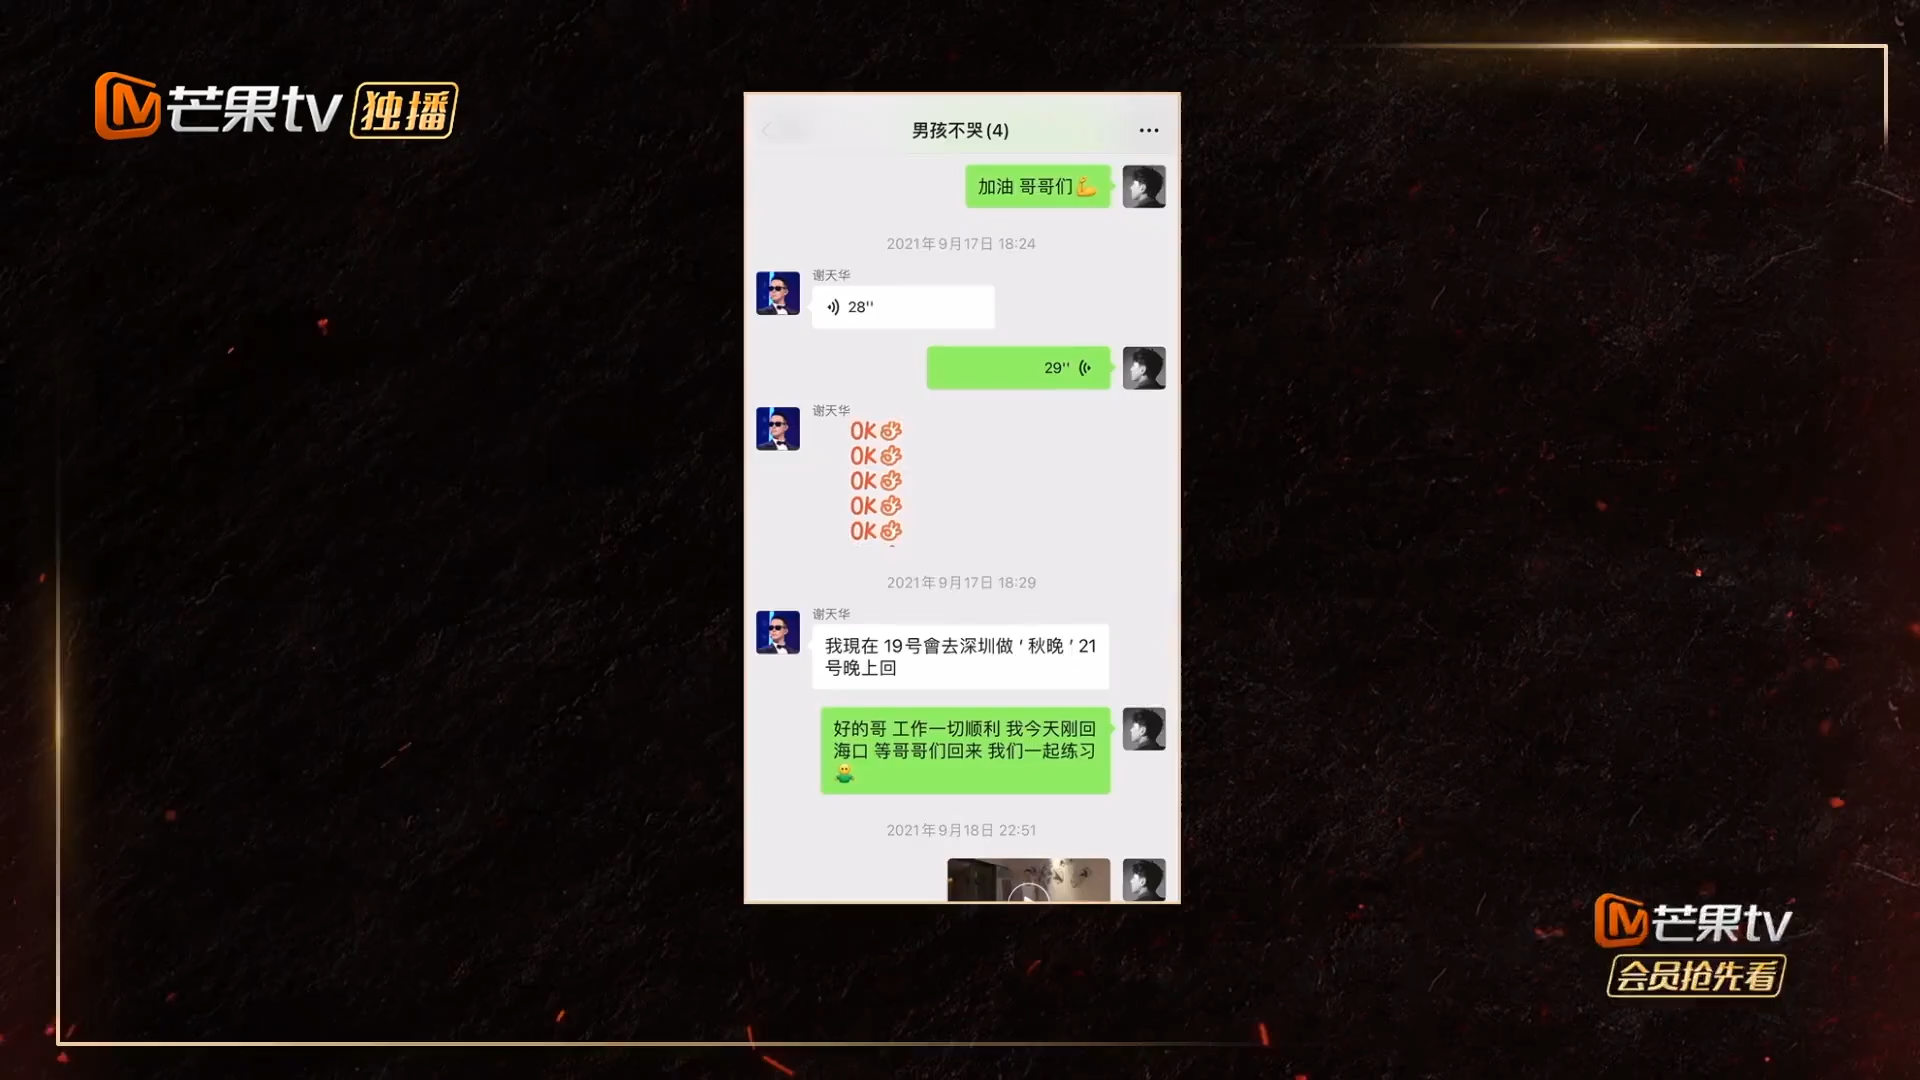 芒果tv 独播
男孩不哭(4)
加油 哥哥们
2021年9月17日 18:24
谢天华
28''
29''
谢天华
OK
OK
OK
OK
OK
2021年9月17日 18:29
谢天华
我現在 19号會去深圳做 ' 秋晚 ' 21
号晚上回
好的哥 工作一切顺利 我今天刚回
海口 等哥哥们回来 我们一起练习
2021年9月18日 22:51
芒果tv
会员抢先看